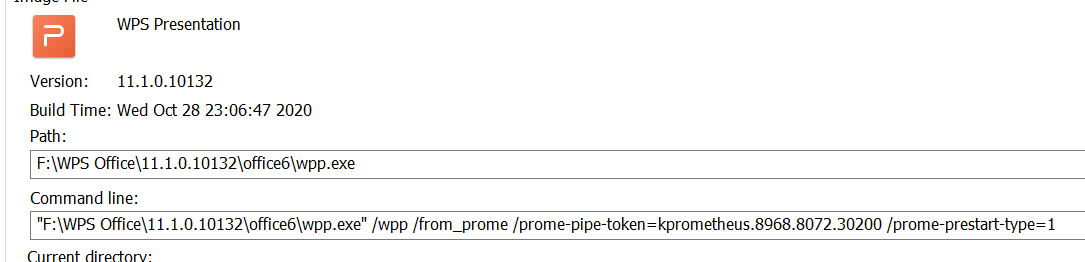 Image File
WPS Presentation
Version: 11.1.0.10132
Build Time: Wed Oct 28 23:06:47 2020
Path:
F:\WPS Office\11.1.0.10132\office6\wpp.exe
Command line:
"F:\WPS Office\11.1.0.10132\office6\wpp.exe" /wpp /from_prome /prome-pipe-token=kprometheus.8968.8072.30200 /prome-prestart-type=1
Current directory: